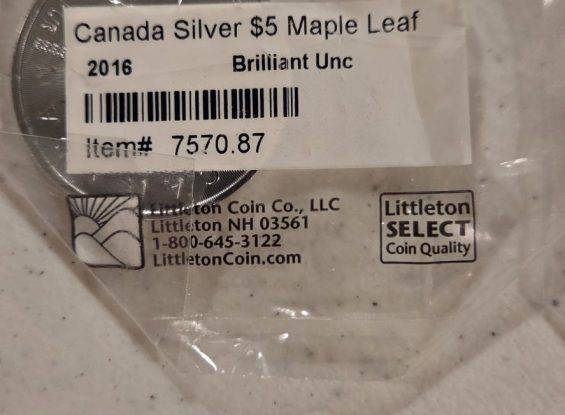 Canada Silver $5 Maple Leaf
2016 Brilliant Unc
Item# 7570.87
Littleton Coin Co., LLC
Littleton NH 03561
1-800-645-3122
LittletonCoin.com
Littleton
SELECT
Coin Quality